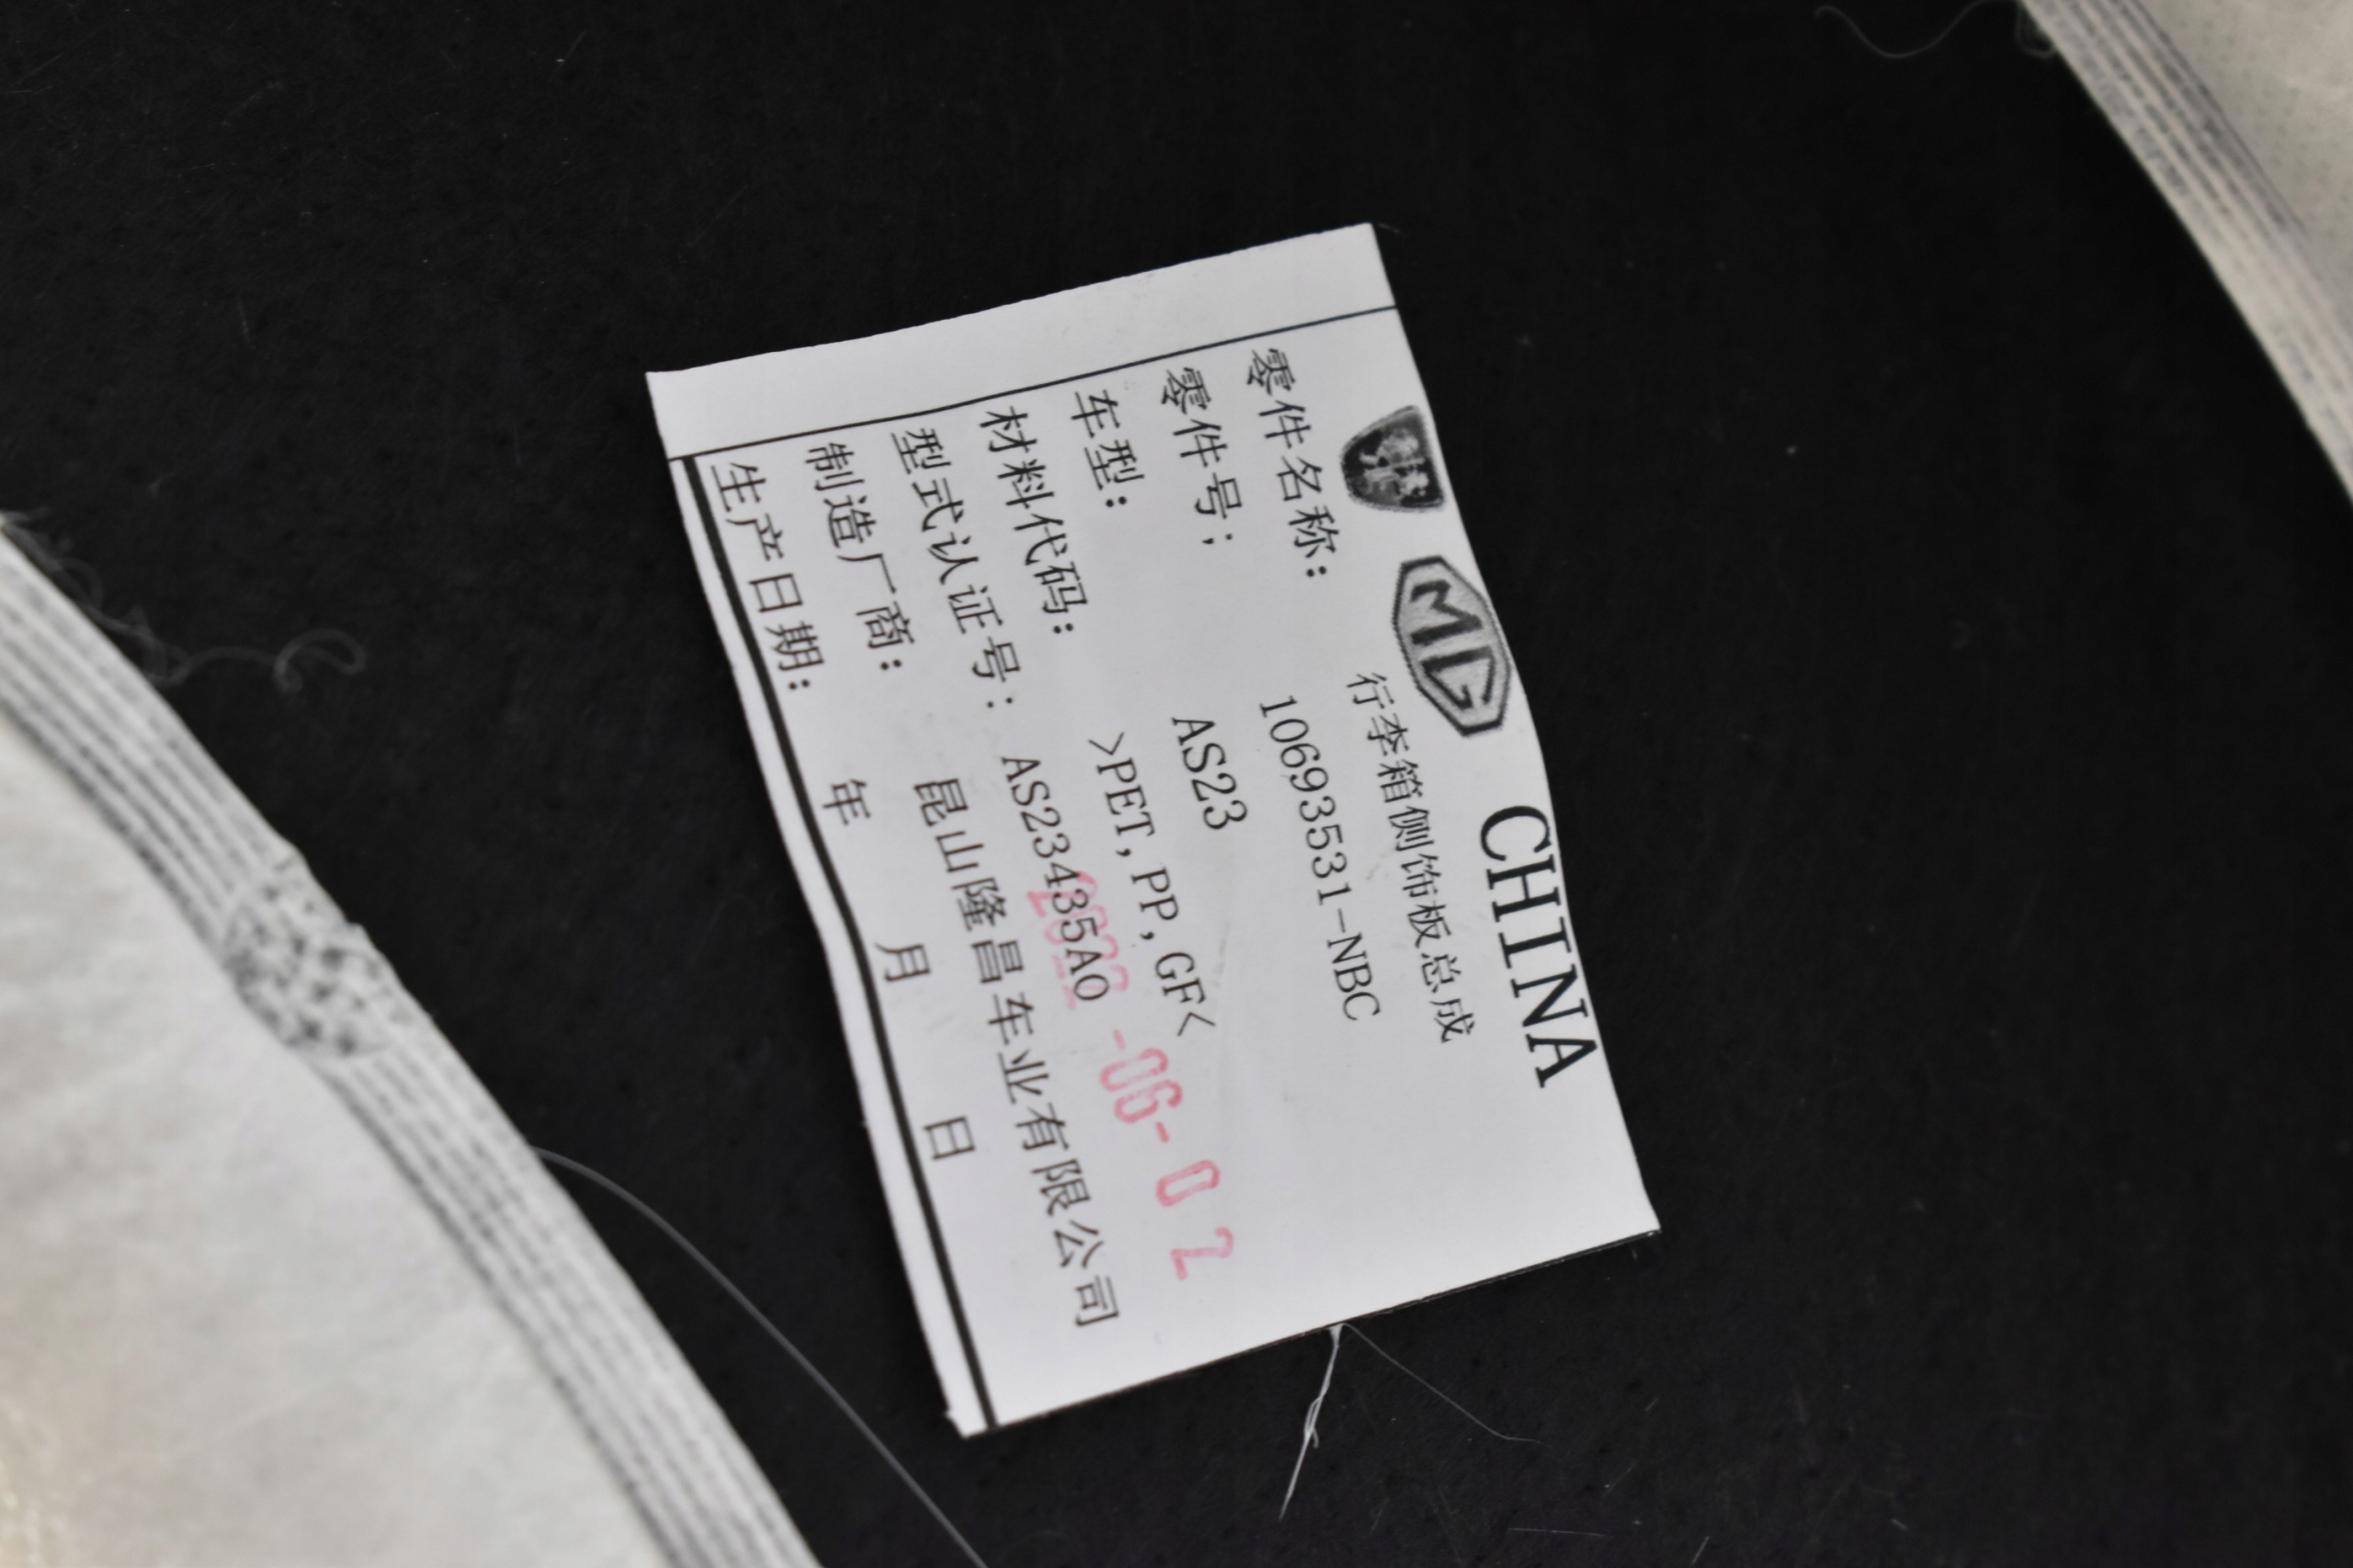 MG CHINA
零件名称: 行李箱侧饰板总成
零件号; 10693531-NBC
车型: AS23
材料代码: >PET,PP,GF<
型式认证号: AS23435A0
制造厂商: 昆山隆昌车业有限公司
生产日期: 年 月 日
2022-06-02